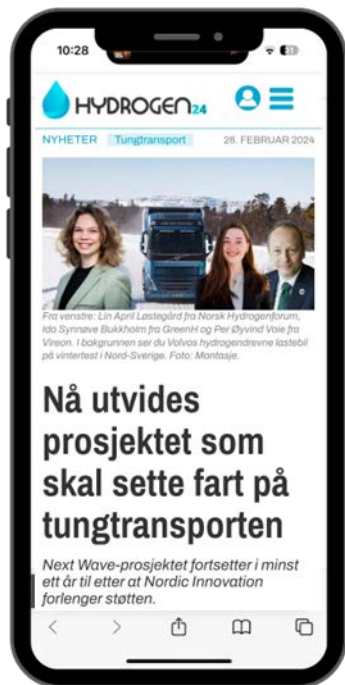 10:28
HYDROGEN24
NYHETER Tungtransport 28. FEBRUAR 2024
Fra venstre: Lin April Løstegård fra Norsk Hydrogenforum,
Ida Synnøve Bukkholm fra GreenH og Per Øyvind Voie fra
Vireon. I bakgrunnen ser du Volvos hydrogendrevne lastebil
på vintertest i Nord-Sverige. Foto: Montasje.
Nå utvides
prosjektet som
skal sette fart på
tungtransporten
Next Wave-prosjektet fortsetter i minst
ett år til etter at Nordic Innovation
forlenger støtten.